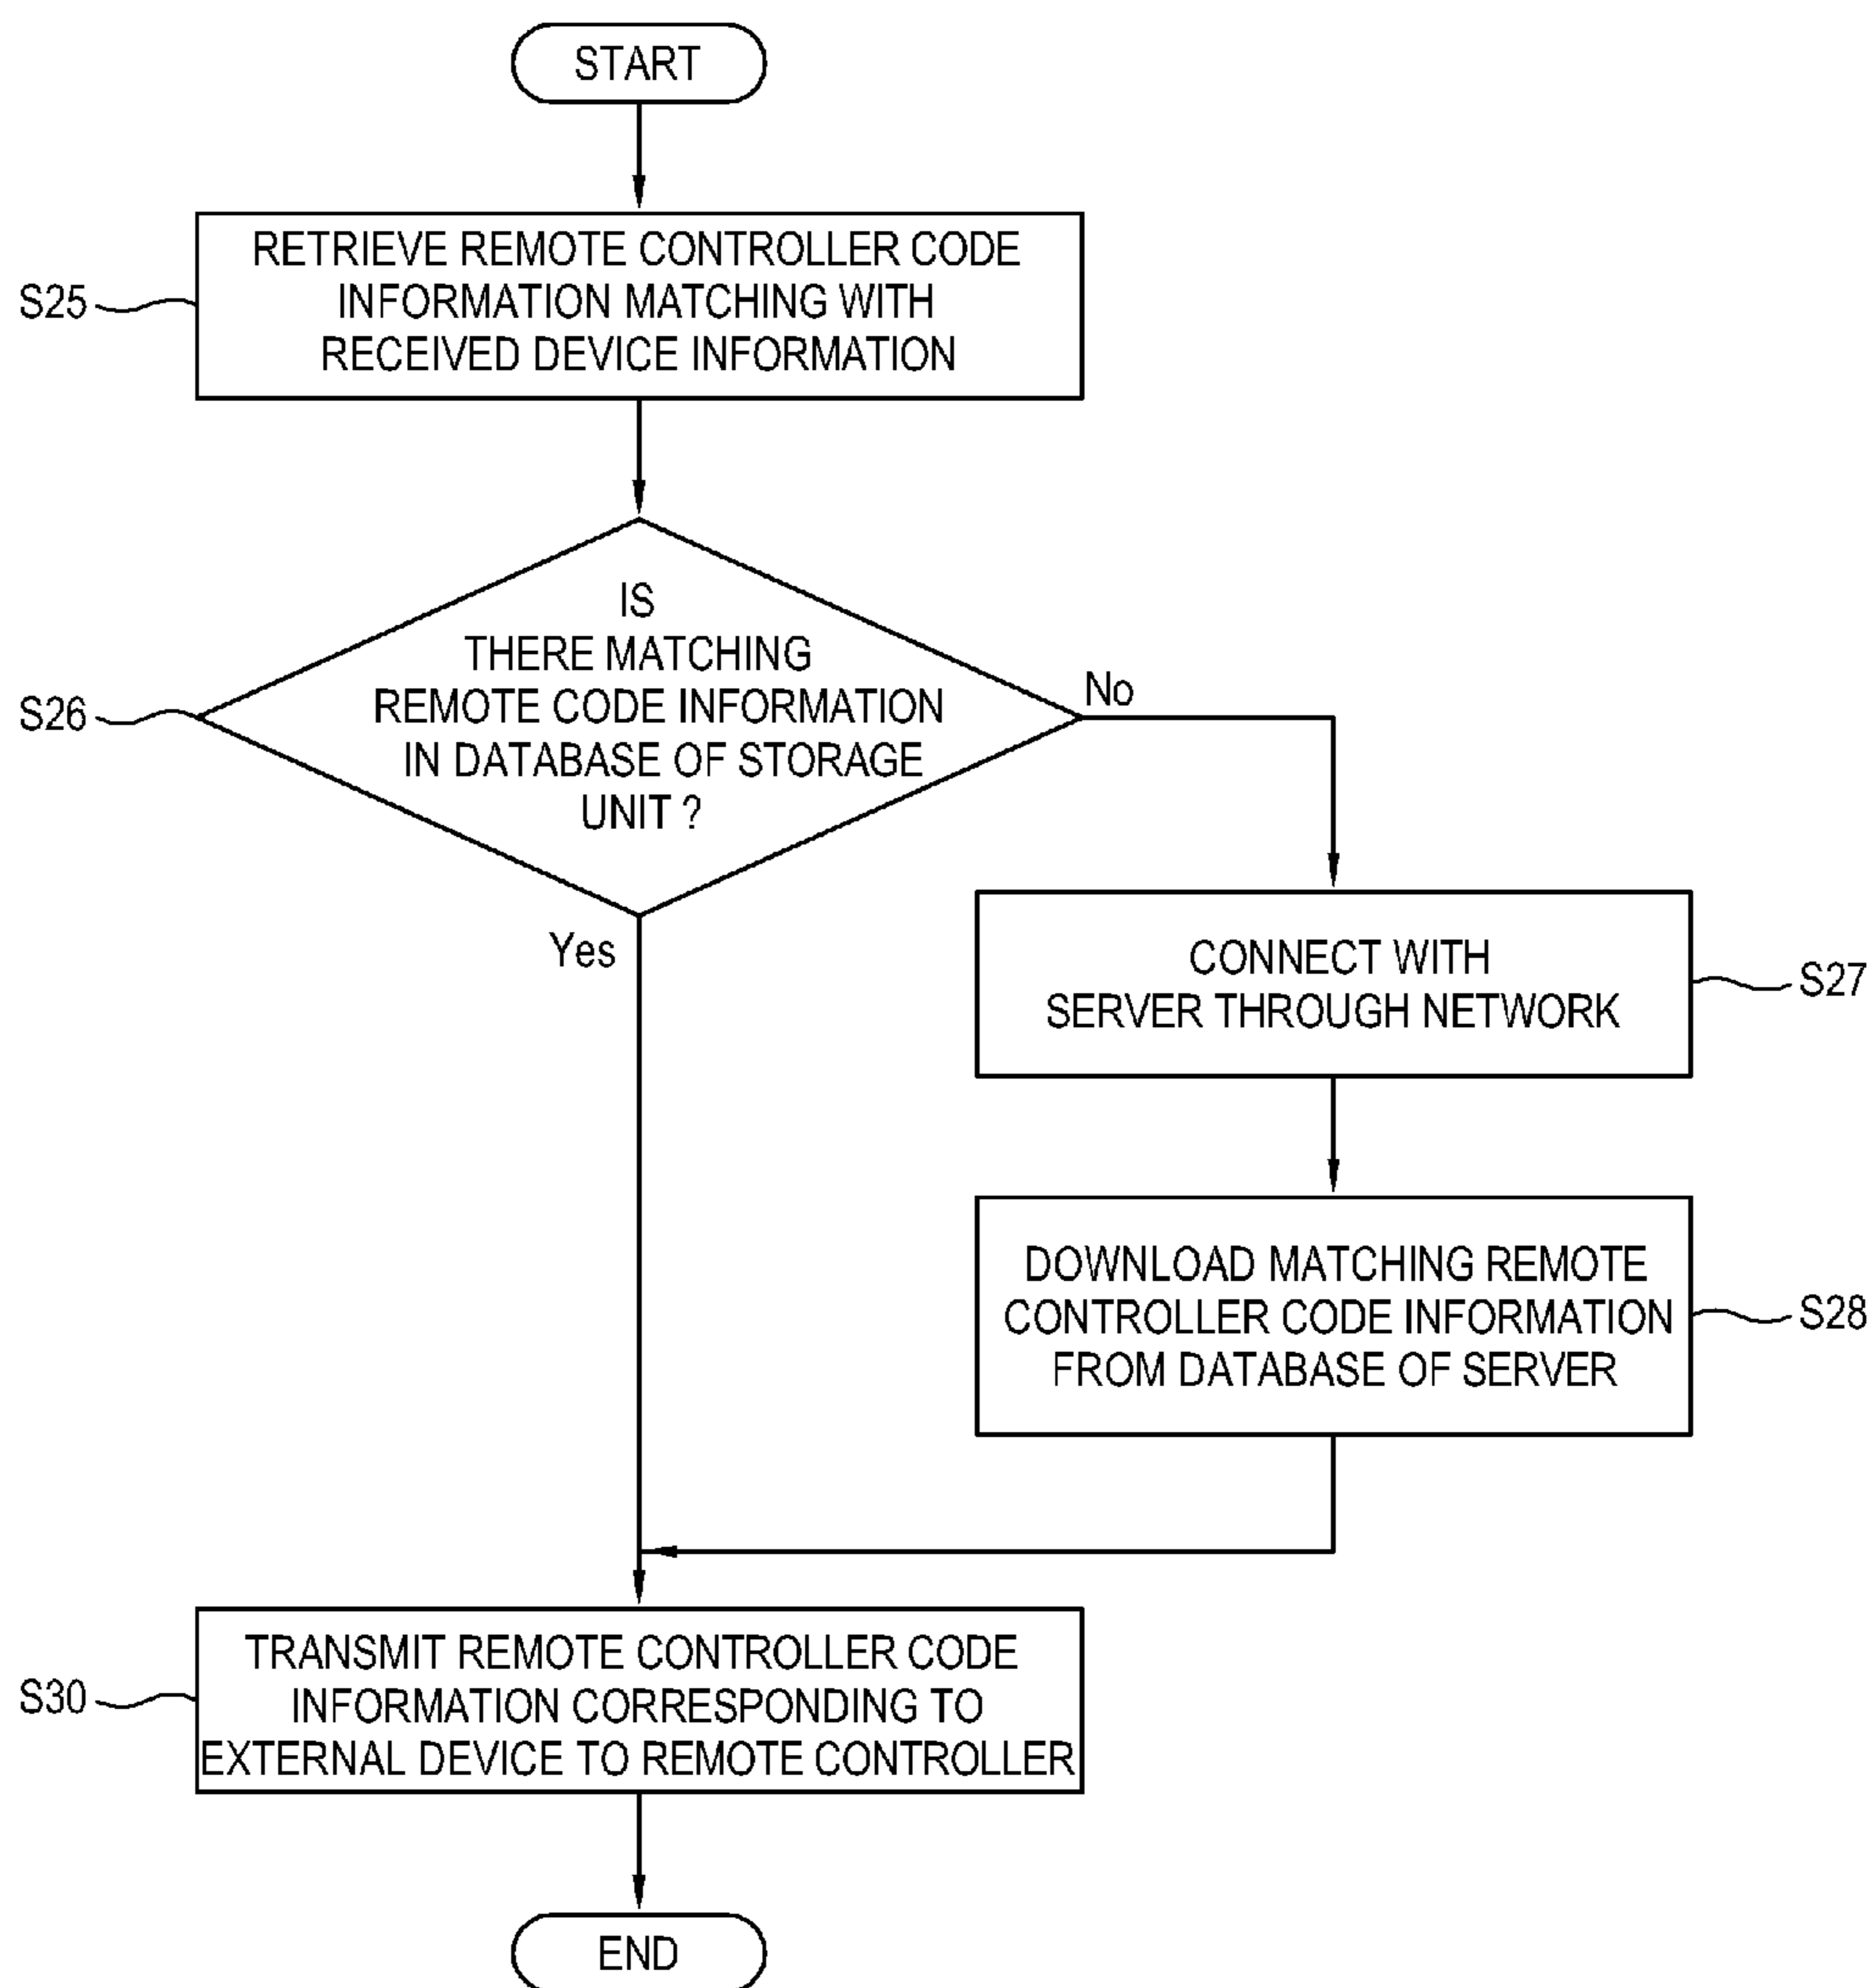 START
S25
RETRIEVE REMOTE CONTROLLER CODE
INFORMATION MATCHING WITH
RECEIVED DEVICE INFORMATION
S26
IS
THERE MATCHING
REMOTE CODE INFORMATION
IN DATABASE OF STORAGE
UNIT ?
No
Yes
CONNECT WITH
SERVER THROUGH NETWORK
S27
DOWNLOAD MATCHING REMOTE
CONTROLLER CODE INFORMATION
FROM DATABASE OF SERVER
S28
S30
TRANSMIT REMOTE CONTROLLER CODE
INFORMATION CORRESPONDING TO
EXTERNAL DEVICE TO REMOTE CONTROLLER
END